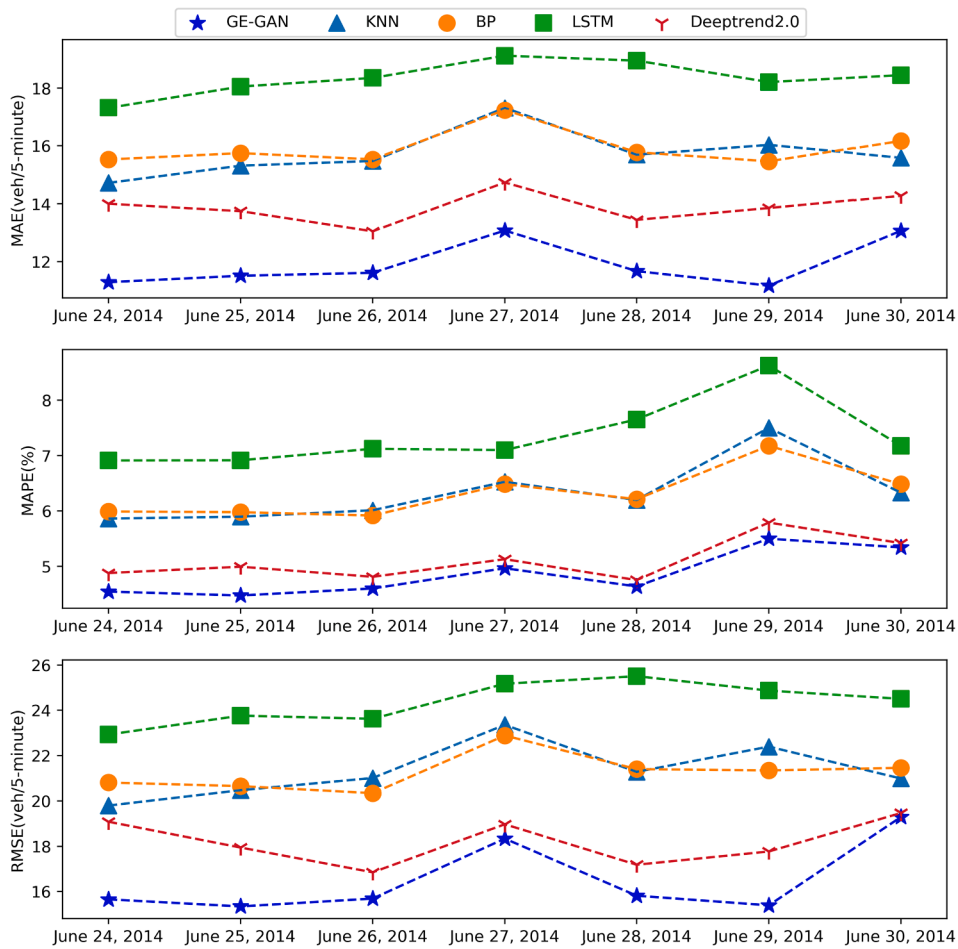 GE-GAN KNN BP LSTM Deeptrend2.0
MAE(veh/5-minute)
18
16
14
12
June 24, 2014 June 25, 2014 June 26, 2014 June 27, 2014 June 28, 2014 June 29, 2014 June 30, 2014
MAPE(%)
8
7
6
5
June 24, 2014 June 25, 2014 June 26, 2014 June 27, 2014 June 28, 2014 June 29, 2014 June 30, 2014
RMSE(veh/5-minute)
26
24
22
20
18
16
June 24, 2014 June 25, 2014 June 26, 2014 June 27, 2014 June 28, 2014 June 29, 2014 June 30, 2014